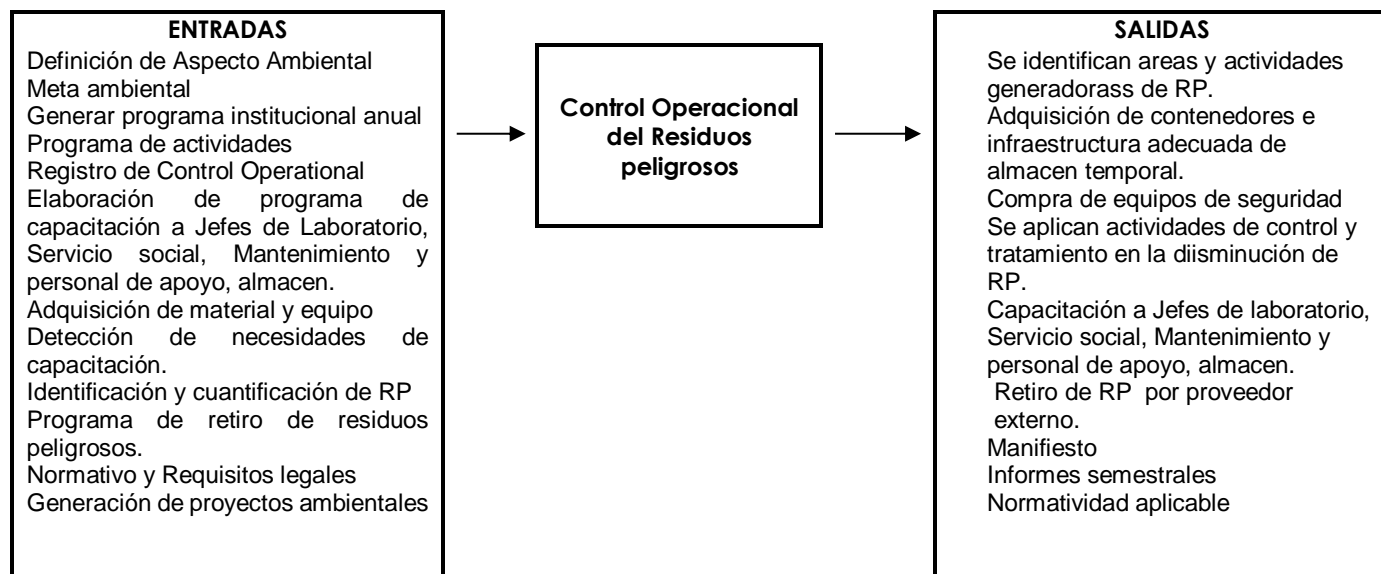 ENTRADAS
Definición de Aspecto Ambiental
Meta ambiental
Generar programa institucional anual
Programa de actividades
Registro de Control Operational
Elaboración de programa de
capacitación a Jefes de Laboratorio,
Servicio social, Mantenimiento y
personal de apoyo, almacen.
Adquisición de material y equipo
Detección de necesidades de
capacitación.
Identificación y cuantificación de RP
Programa de retiro de residuos
peligrosos.
Normativo y Requisitos legales
Generación de proyectos ambientales
Control Operacional
del Residuos
peligrosos
SALIDAS
Se identifican areas y actividades
generadorass de RP.
Adquisición de contenedores e
infraestructura adecuada de
almacen temporal.
Compra de equipos de seguridad
Se aplican actividades de control y
tratamiento en la diisminución de
RP.
Capacitación a Jefes de laboratorio,
Servicio social, Mantenimiento y
personal de apoyo, almacen.
Retiro de RP por proveedor
externo.
Manifiesto
Informes semestrales
Normatividad aplicable